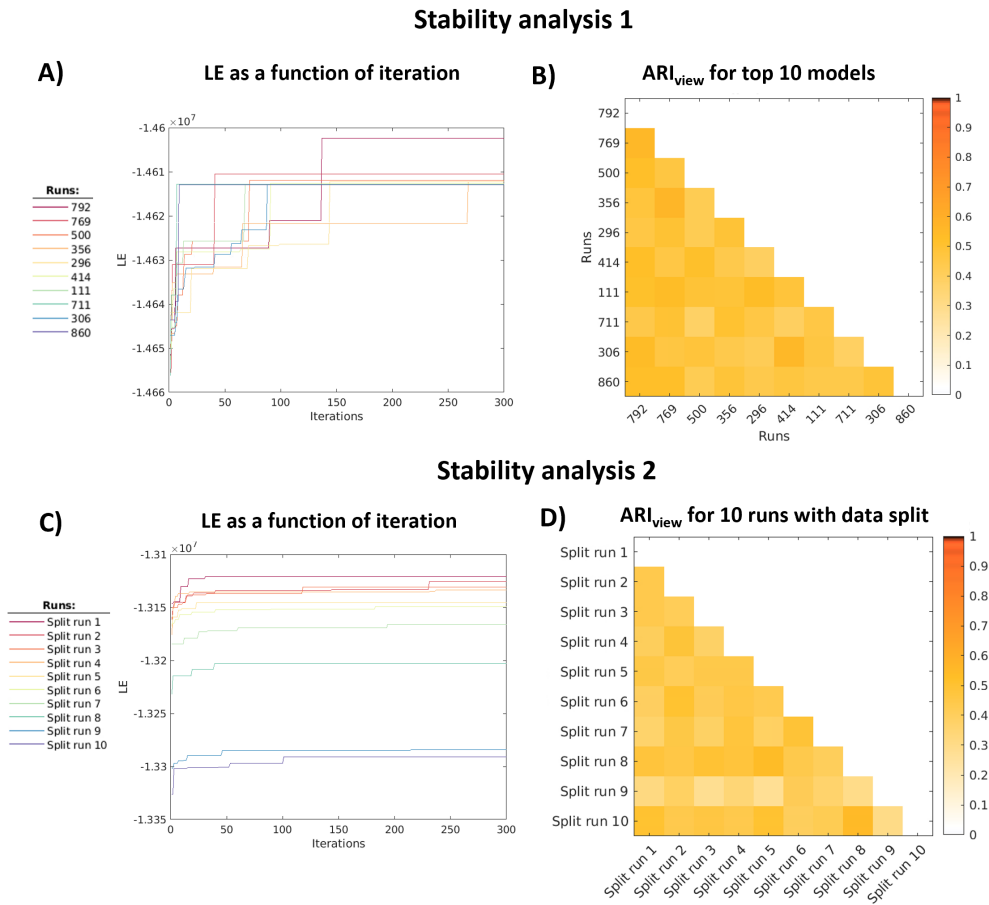 Stability analysis 1
A)
LE as a function of iteration
×10⁷
-1.46
-1.461
-1.462
-1.463
-1.464
-1.465
-1.466
LE
0
50
100
150
200
250
300
Iterations
Runs:
792
769
500
356
296
414
111
711
306
860
B)
ARIview for top 10 models
792
769
500
356
296
414
111
711
306
860
Runs
792
769
500
356
296
414
111
711
306
860
Runs
1
0.9
0.8
0.7
0.6
0.5
0.4
0.3
0.2
0.1
0
Stability analysis 2
C)
LE as a function of iteration
×10⁷
-1.31
-1.315
-1.32
-1.325
-1.33
-1.335
LE
0
50
100
150
200
250
300
Iterations
Runs:
Split run 1
Split run 2
Split run 3
Split run 4
Split run 5
Split run 6
Split run 7
Split run 8
Split run 9
Split run 10
D)
ARIview for 10 runs with data split
Split run 1
Split run 2
Split run 3
Split run 4
Split run 5
Split run 6
Split run 7
Split run 8
Split run 9
Split run 10
Split run 1
Split run 2
Split run 3
Split run 4
Split run 5
Split run 6
Split run 7
Split run 8
Split run 9
Split run 10
1
0.9
0.8
0.7
0.6
0.5
0.4
0.3
0.2
0.1
0